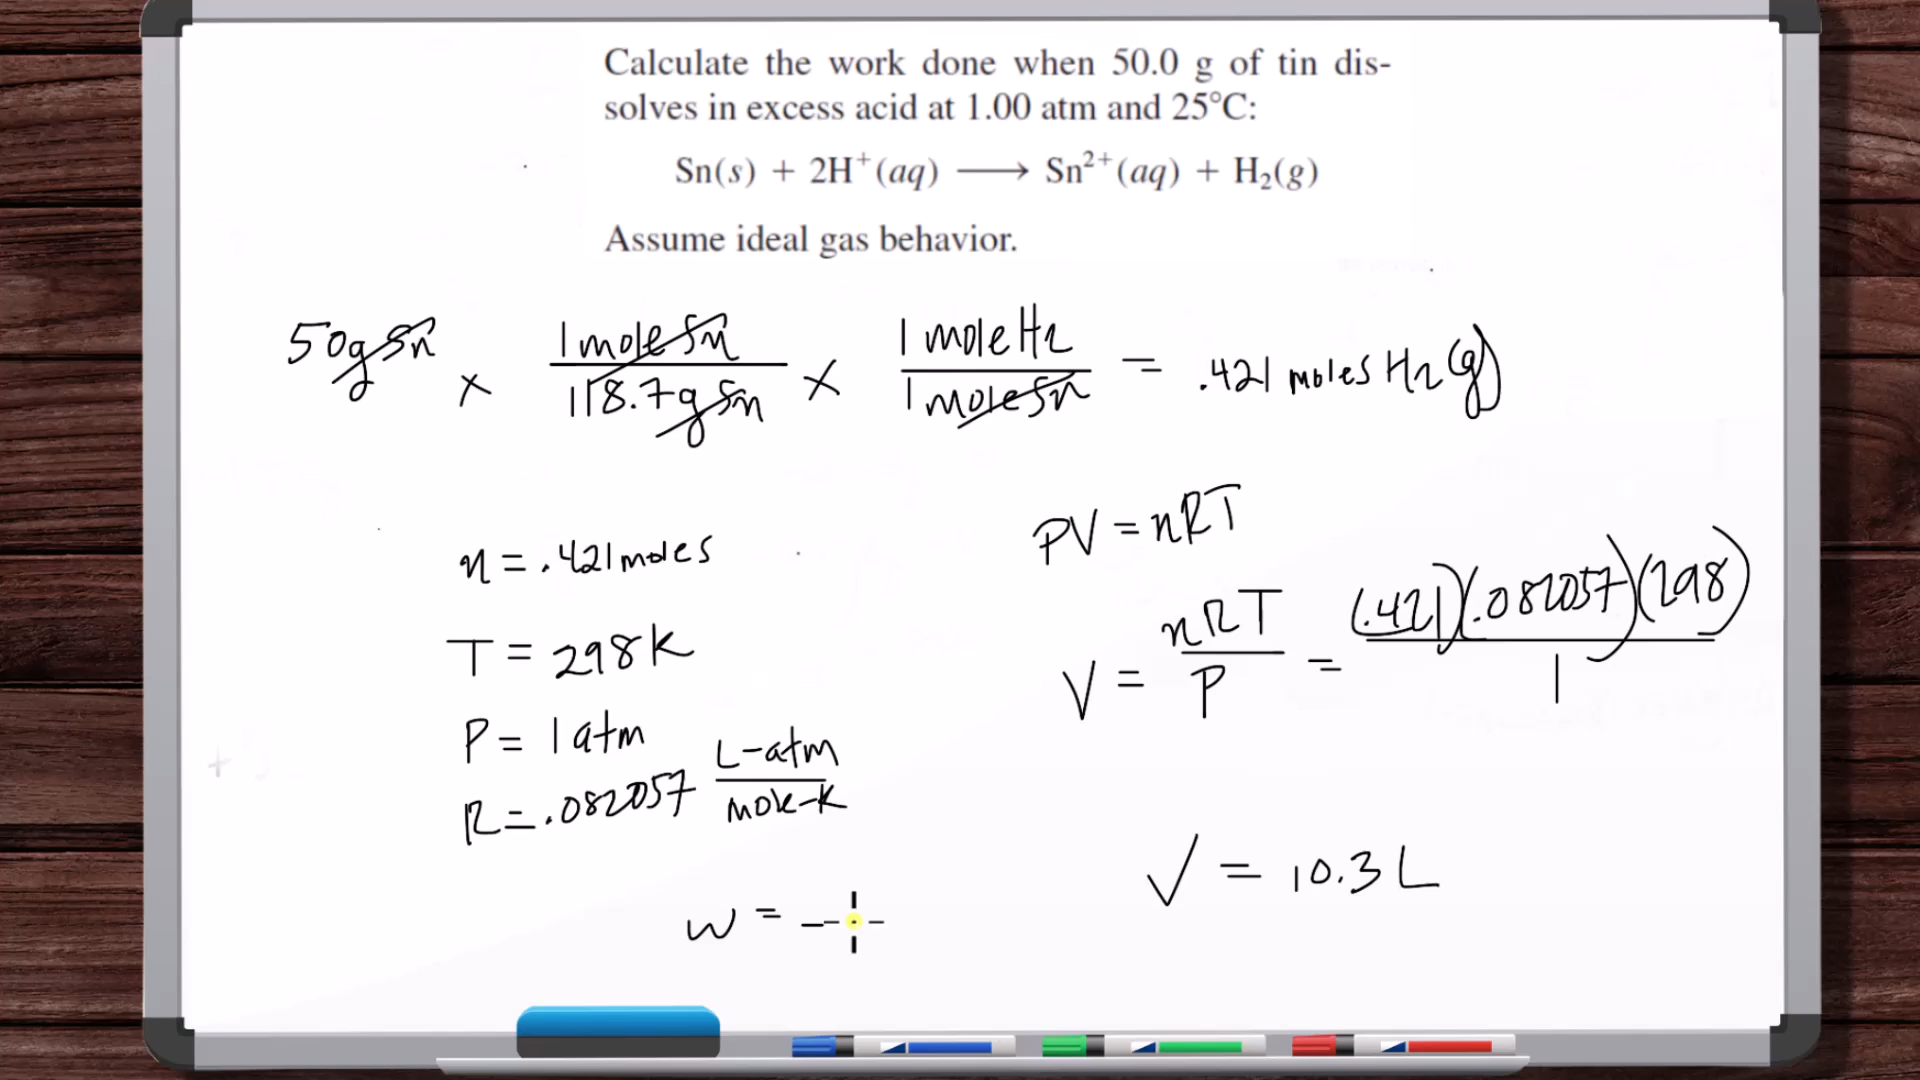 Calculate the work done when 50.0 g of tin dis-
solves in excess acid at 1.00 atm and 25°C:
Sn(s) + 2H⁺(aq) ⟶ Sn²⁺(aq) + H₂(g)
Assume ideal gas behavior.
50g Sn × 1 mole Sn / 118.7g Sn × 1 mole H₂ / 1 mole Sn = .421 moles H₂(g)
n = .421 moles
T = 298 K
P = 1 atm
R = .082057 L-atm / mole-K
PV = nRT
V = nRT / P = (.421)(.082057)(298) / 1
V = 10.3 L
w = –